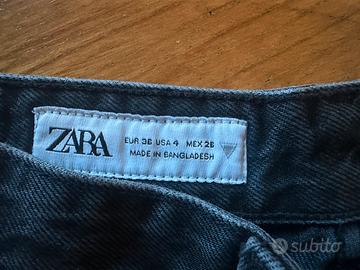 ZARA
EUR 36 USA 4 MEX 26
MADE IN BANGLADESH
subito